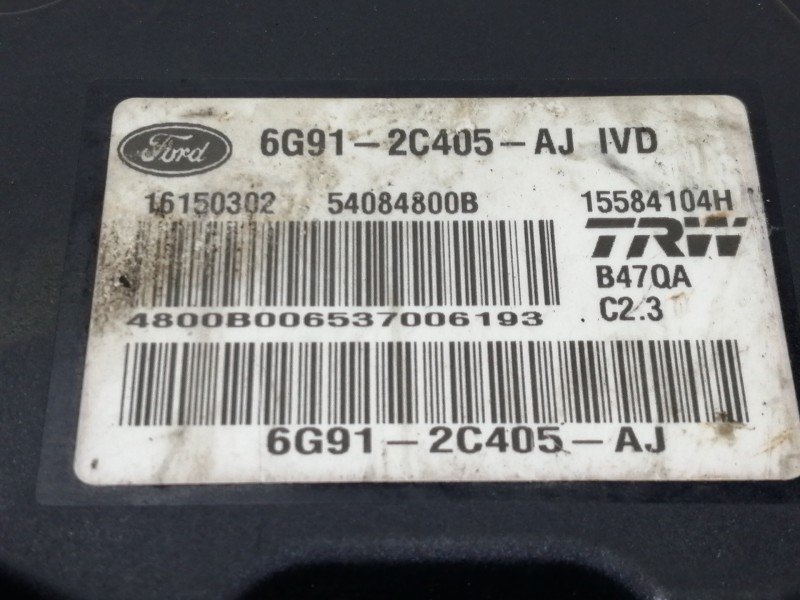 Ford 6G91-2C405-AJ IVD
16150302 54084800B 15584104H
TRW
B47QA
C2.3
4800B006537006193
6G91-2C405-AJ